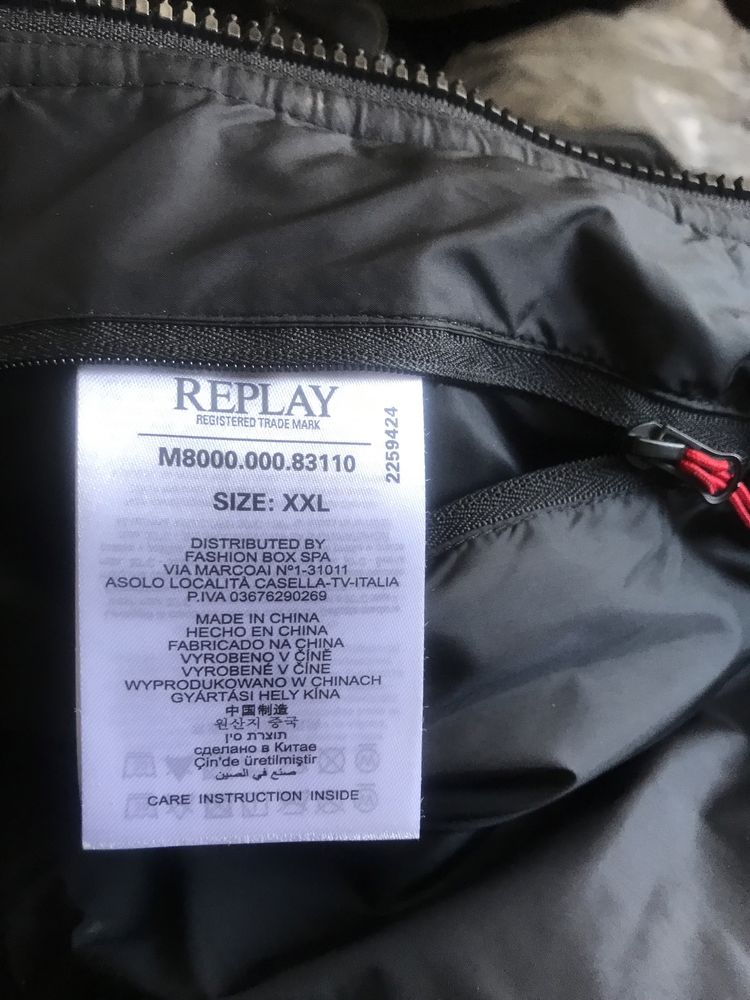 REPLAY
REGISTERED TRADE MARK
2259424
M8000.000.83110
SIZE: XXL
DISTRIBUTED BY
FASHION BOX SPA
VIA MARCOAI Nº1-31011
ASOLO LOCALITÀ CASELLA-TV-ITALIA
P.IVA 03676290269
MADE IN CHINA
HECHO EN CHINA
FABRICADO NA CHINA
VYROBENO V ČÍNĚ
VYROBENÉ V ČÍNE
WYPRODUKOWANO W CHINACH
GYÁRTÁSI HELY KÍNA
中国制造
원산지 중국
תוצרת סין
сделано в Китае
Çin'de üretilmiştir
صنع في الصين
CARE INSTRUCTION INSIDE